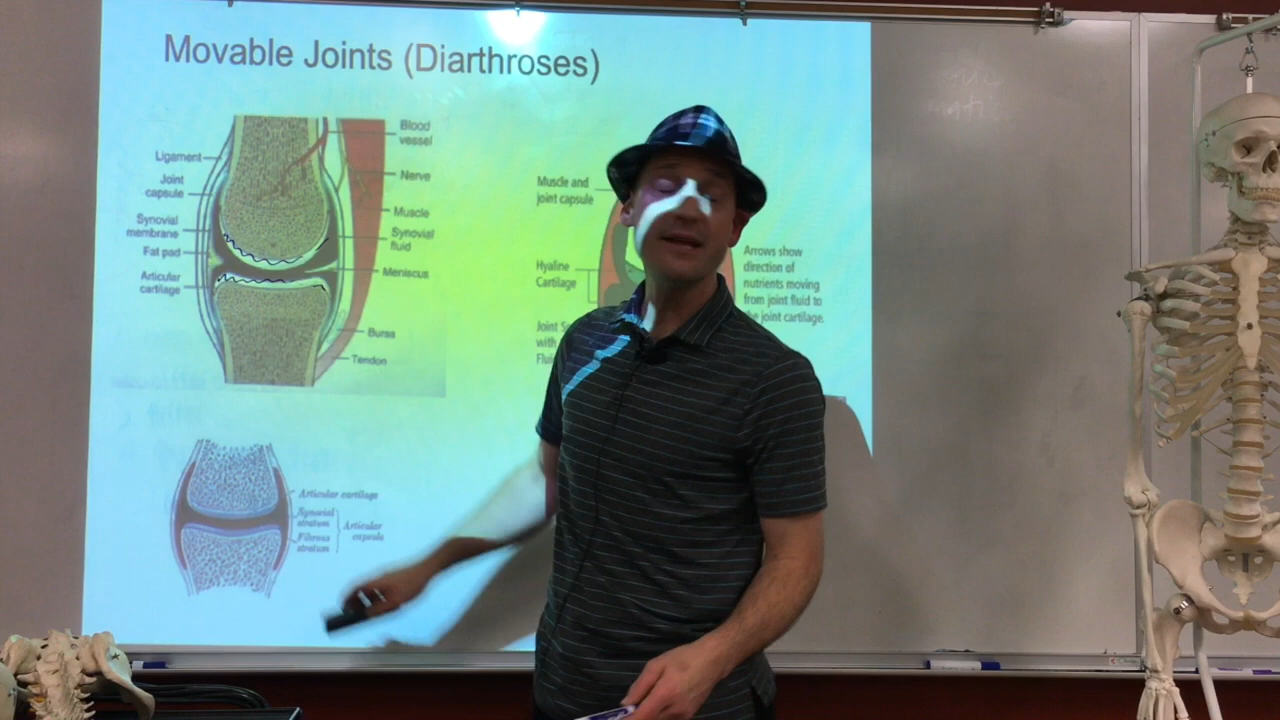 Movable Joints (Diarthroses)
Blood
vessel
Ligament
Joint
capsule
Nerve
Muscle
Synovial
membrane
Synovial
fluid
Fat pad
Meniscus
Articular
cartilage
Bursa
Tendon
Muscle and
joint capsule
Hyaline
Cartilage
Joint
with
Arrows show
direction of
nutrients moving
from joint fluid to
joint cartilage.
Articular cartilage
Synovial
stratum
Articular
capsule
Fibrous
stratum